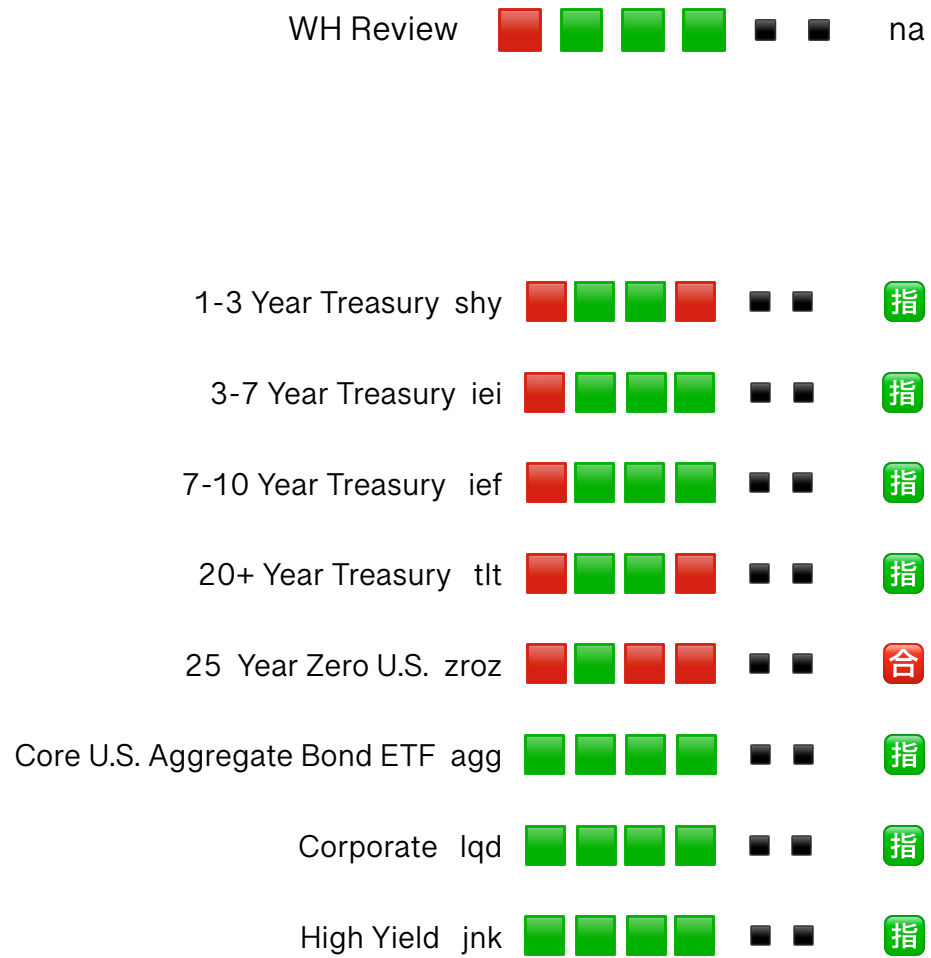 WH Review na
1-3 Year Treasury shy 指
3-7 Year Treasury iei 指
7-10 Year Treasury ief 指
20+ Year Treasury tlt 指
25 Year Zero U.S. zroz 合
Core U.S. Aggregate Bond ETF agg 指
Corporate lqd 指
High Yield jnk 指